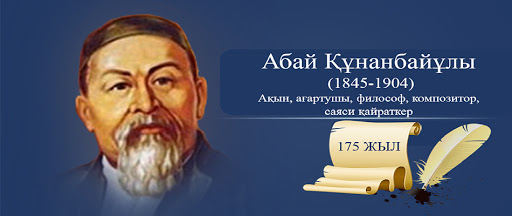 Абай Құнанбайұлы
(1845-1904)
Ақын, ағартушы, философ, композитор,
саяси қайраткер
175 ЖЫЛ